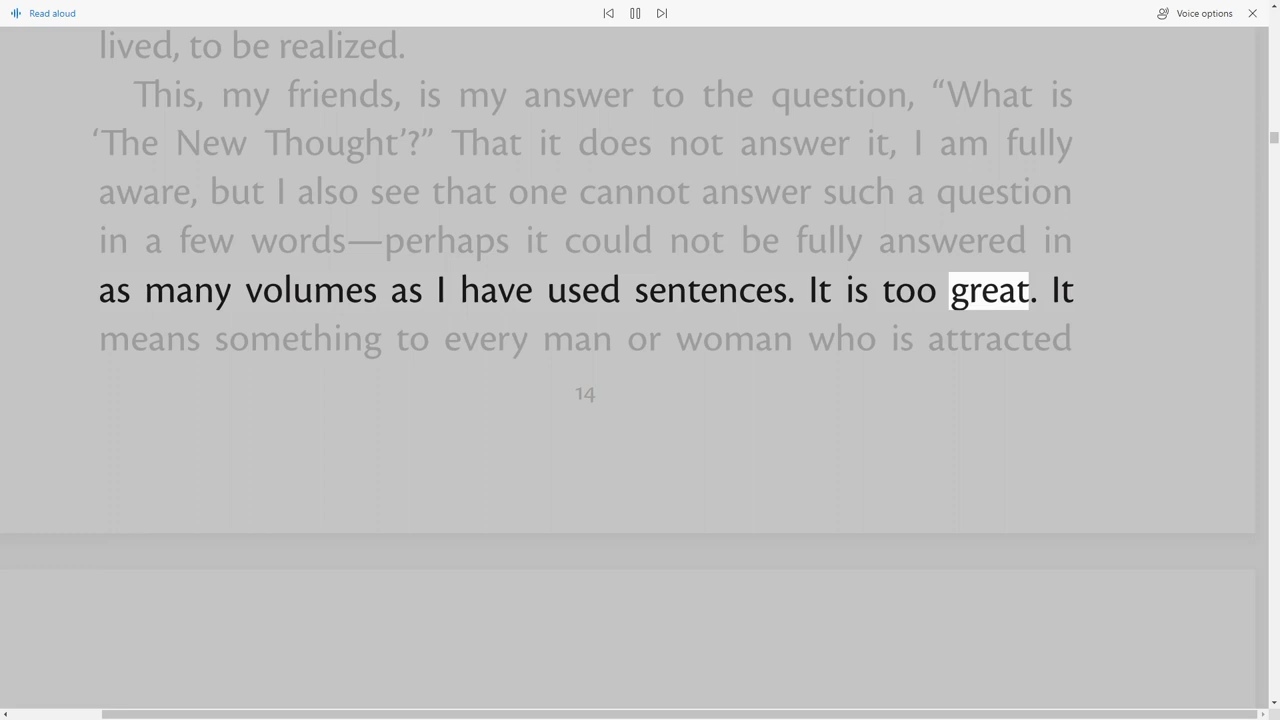 Read aloud
Voice options
lived, to be realized.
This, my friends, is my answer to the question, “What is
‘The New Thought’?” That it does not answer it, I am fully
aware, but I also see that one cannot answer such a question
in a few words—perhaps it could not be fully answered in
as many volumes as I have used sentences. It is too great. It
means something to every man or woman who is attracted
14